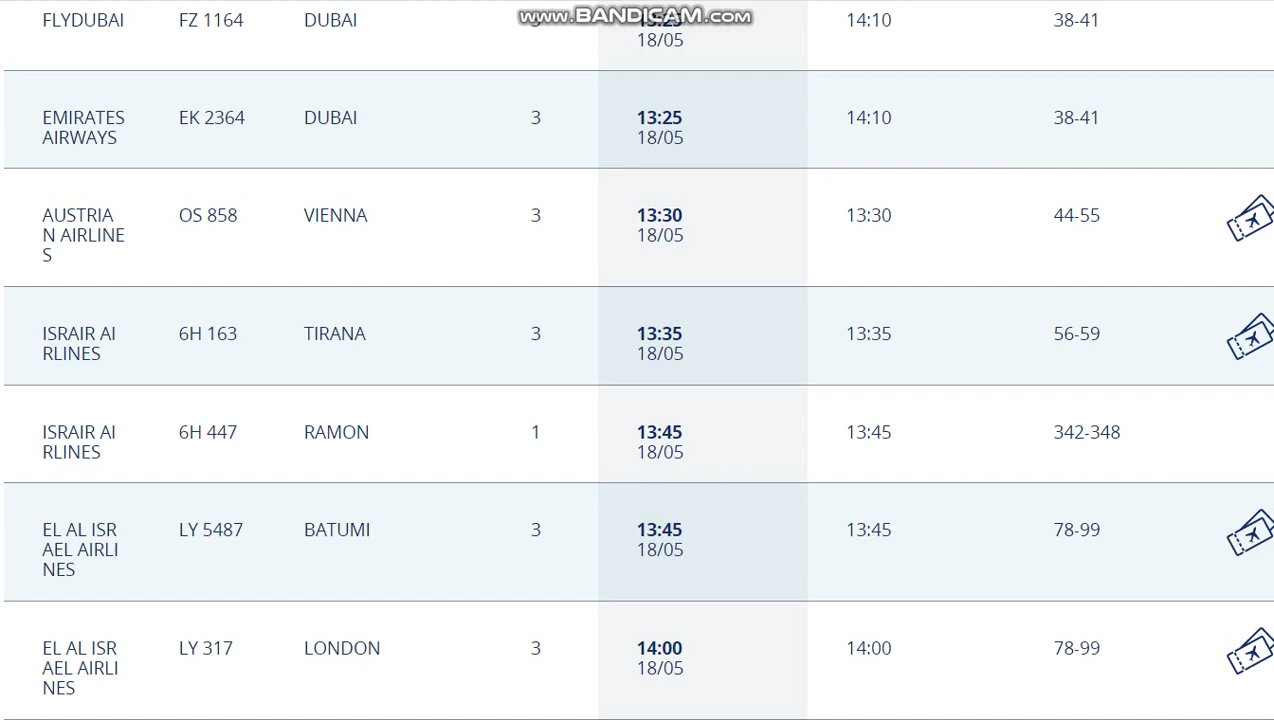 www.BANDICAM.com
FLYDUBAI FZ 1164 DUBAI 3 13:25 14:10 38-41
18/05
EMIRATES EK 2364 DUBAI 3 13:25 14:10 38-41
AIRWAYS 18/05
AUSTRIA OS 858 VIENNA 3 13:30 13:30 44-55
N AIRLINE 18/05
S
ISRAIR AI 6H 163 TIRANA 3 13:35 13:35 56-59
RLINES 18/05
ISRAIR AI 6H 447 RAMON 1 13:45 13:45 342-348
RLINES 18/05
EL AL ISR LY 5487 BATUMI 3 13:45 13:45 78-99
AEL AIRLI 18/05
NES
EL AL ISR LY 317 LONDON 3 14:00 14:00 78-99
AEL AIRLI 18/05
NES